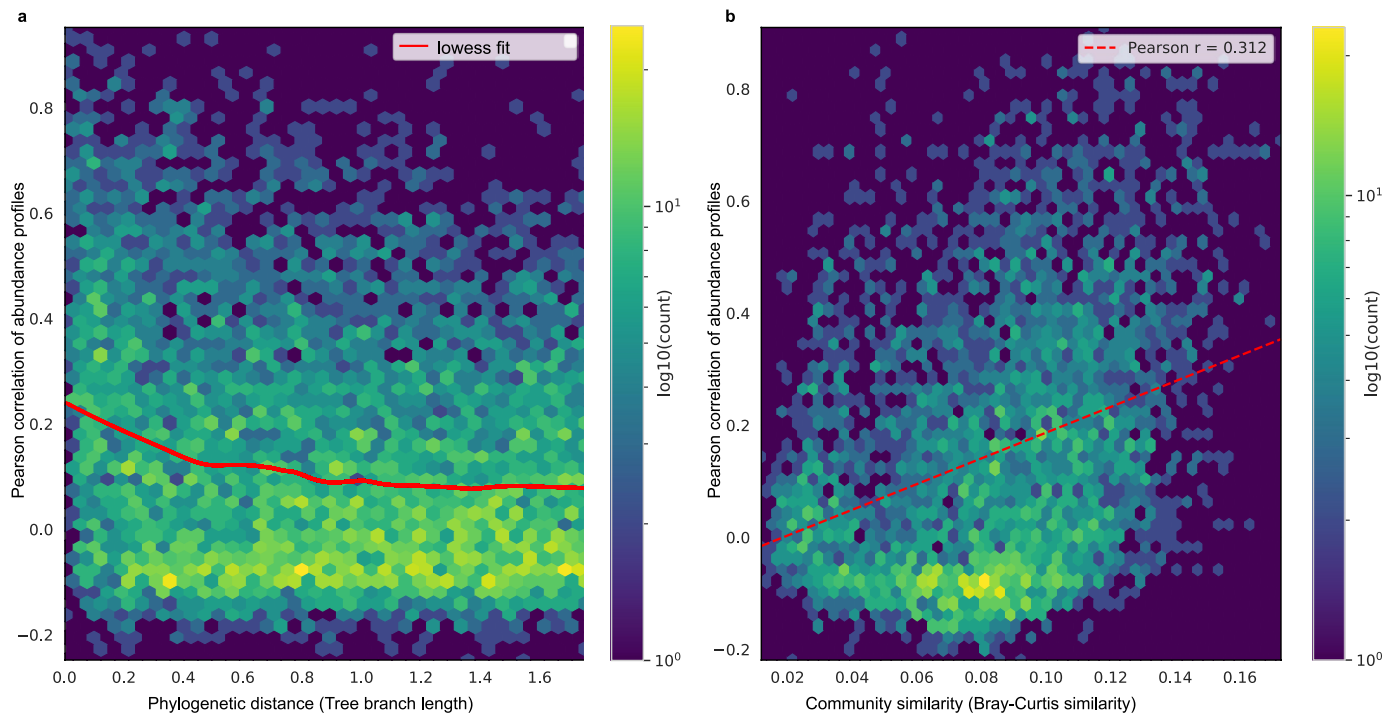 a
lowess fit
Pearson correlation of abundance profiles
0.8
0.6
0.4
0.2
0.0
−0.2
0.0 0.2 0.4 0.6 0.8 1.0 1.2 1.4 1.6
Phylogenetic distance (Tree branch length)
10¹
10⁰
log10(count)
b
Pearson r = 0.312
Pearson correlation of abundance profiles
0.8
0.6
0.4
0.2
0.0
−0.2
0.02 0.04 0.06 0.08 0.10 0.12 0.14 0.16
Community similarity (Bray-Curtis similarity)
10¹
10⁰
log10(count)